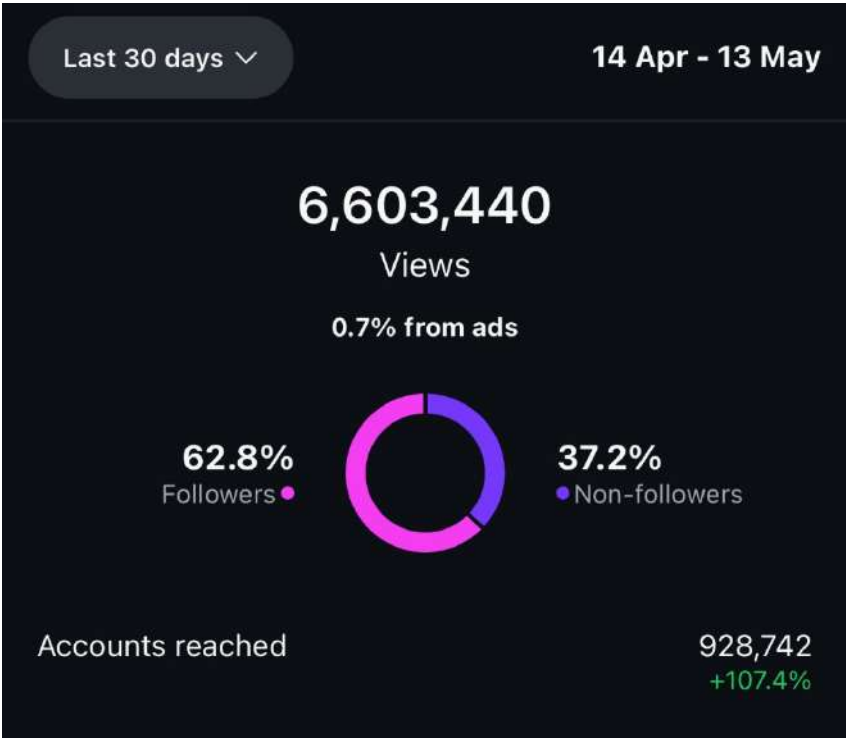 Last 30 days
14 Apr - 13 May
6,603,440
Views
0.7% from ads
62.8%
Followers
37.2%
Non-followers
Accounts reached
928,742
+107.4%